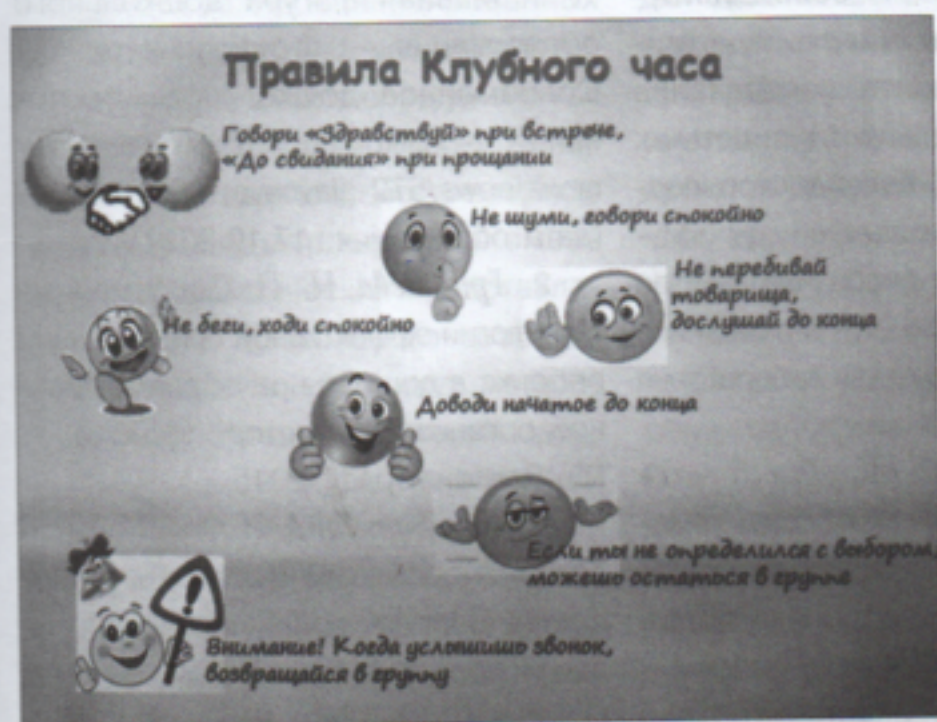 Правила Клубного часа
Говори «Здравствуй» при встрече,
«До свидания» при прощании
Не шуми, говори спокойно
Не перебивай
товарища,
дослушай до конца
Не беги, ходи спокойно
Доводи начатое до конца
Если ты не определился с выбором,
можешь остаться в группе
Внимание! Когда услышишь звонок,
возвращайся в группу